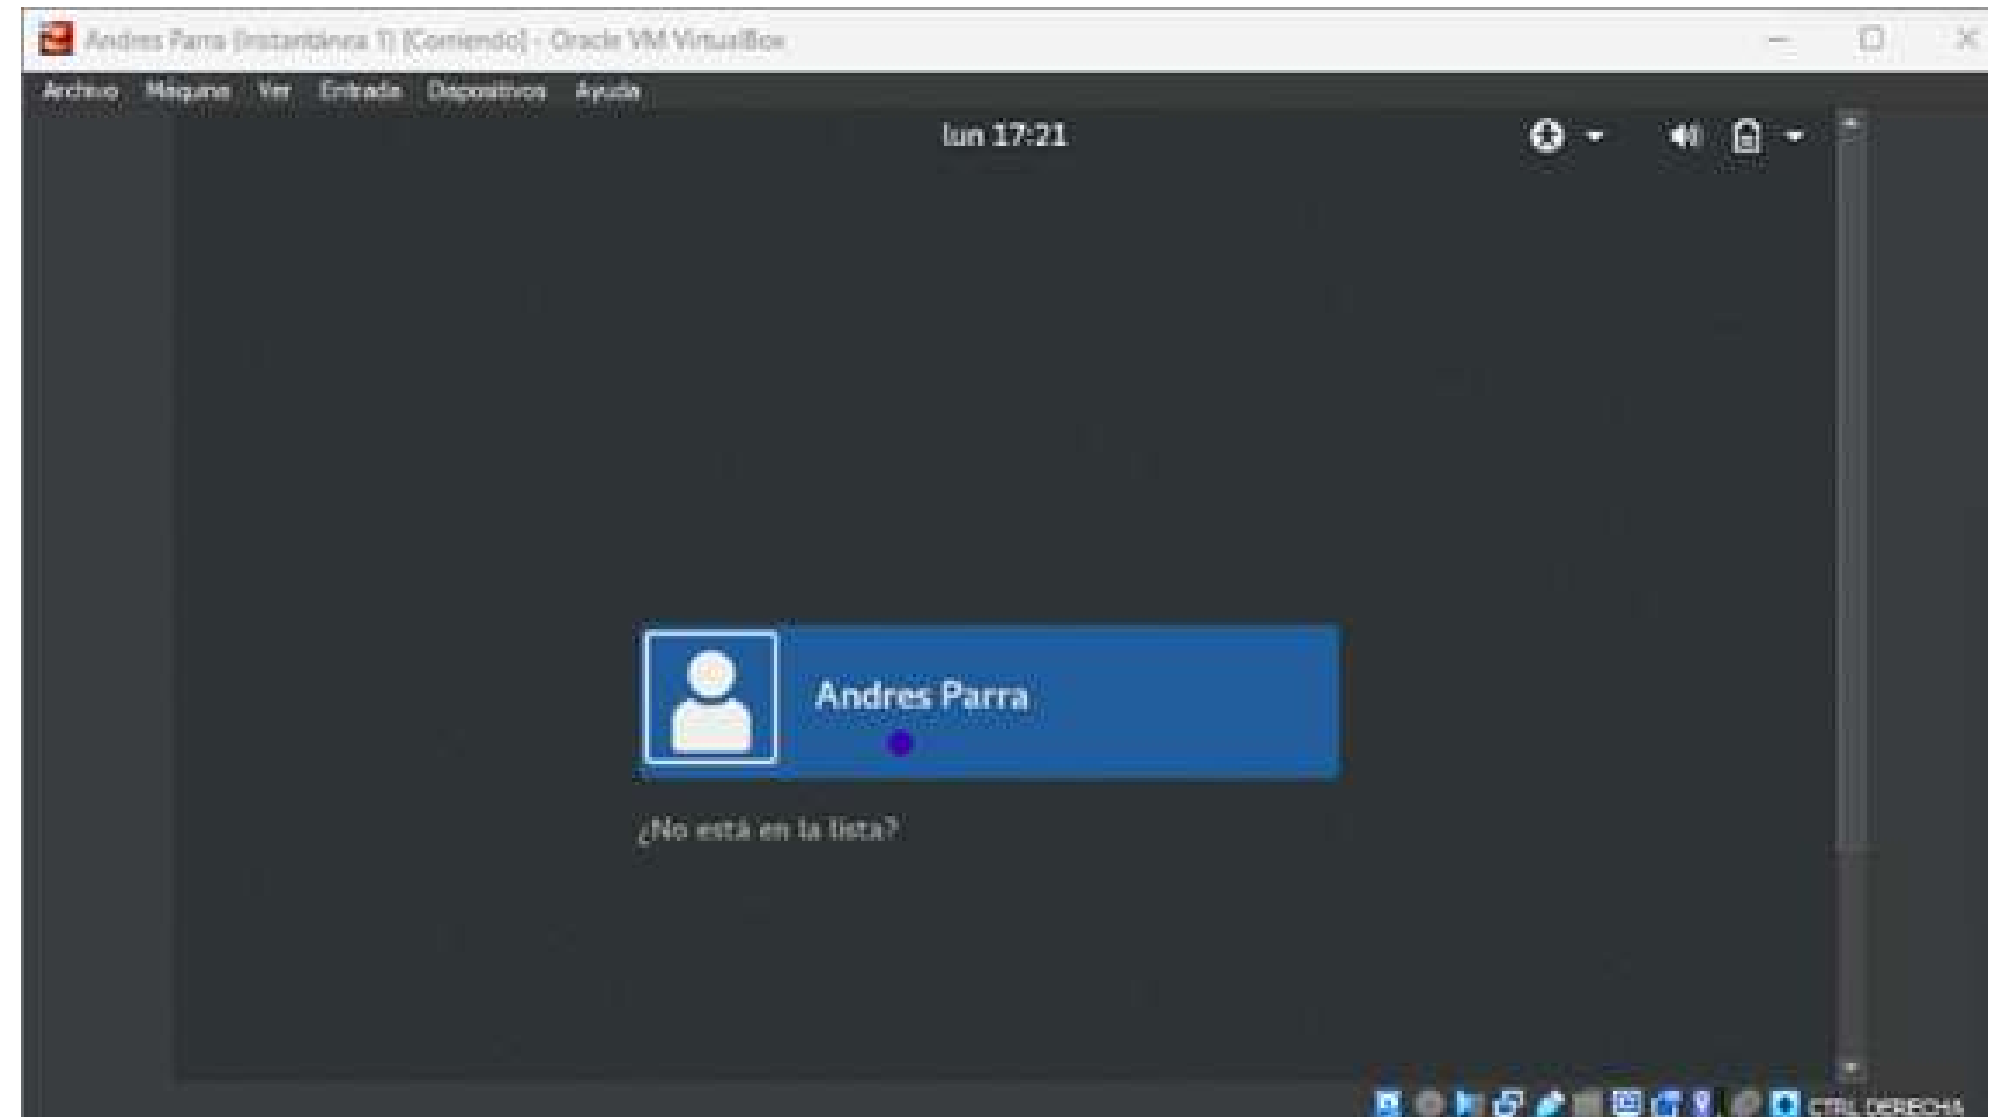 Andres Parra (Instantánea 1) [Corriendo] - Oracle VM VirtualBox
Archivo Máquina Ver Entrada Dispositivos Ayuda
lun 17:21
Andres Parra
¿No está en la lista?
CTRL DERECHA